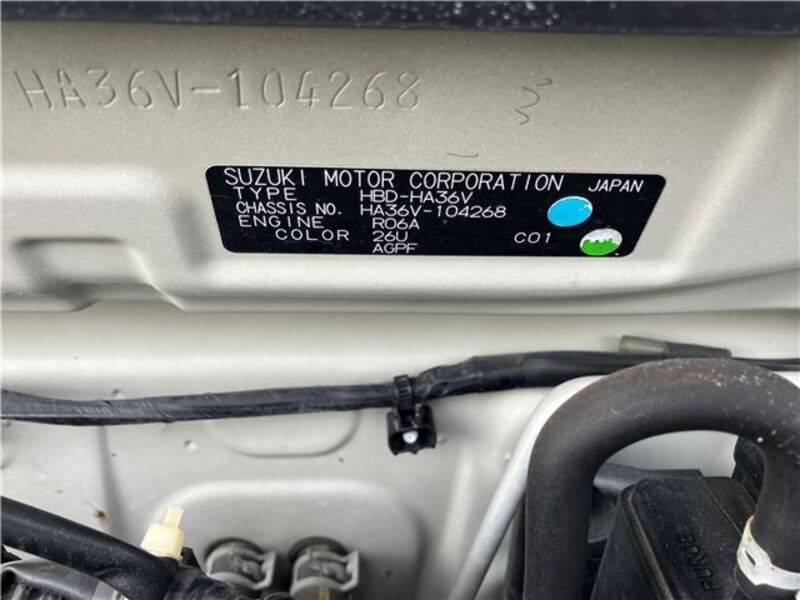 HA36V-104268
SUZUKI MOTOR CORPORATION JAPAN
TYPE HBD-HA36V
CHASSIS NO. HA36V-104268
ENGINE R06A
COLOR 26U C01
AGPF
PURGE